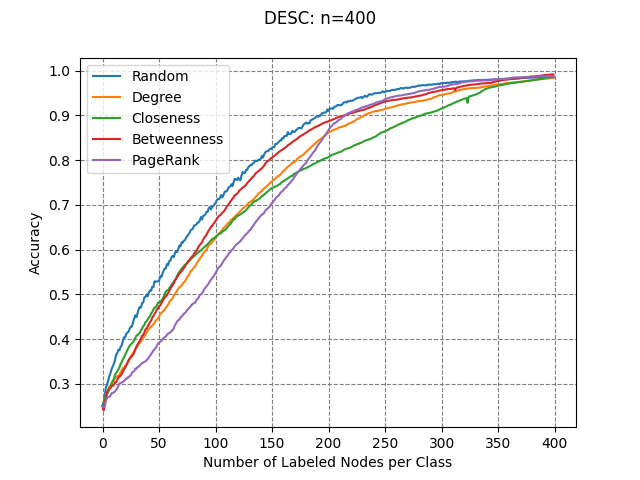 DESC: n=400
1.0
0.9
0.8
0.7
0.6
0.5
0.4
0.3
Accuracy
Random
Degree
Closeness
Betweenness
PageRank
0 50 100 150 200 250 300 350 400
Number of Labeled Nodes per Class